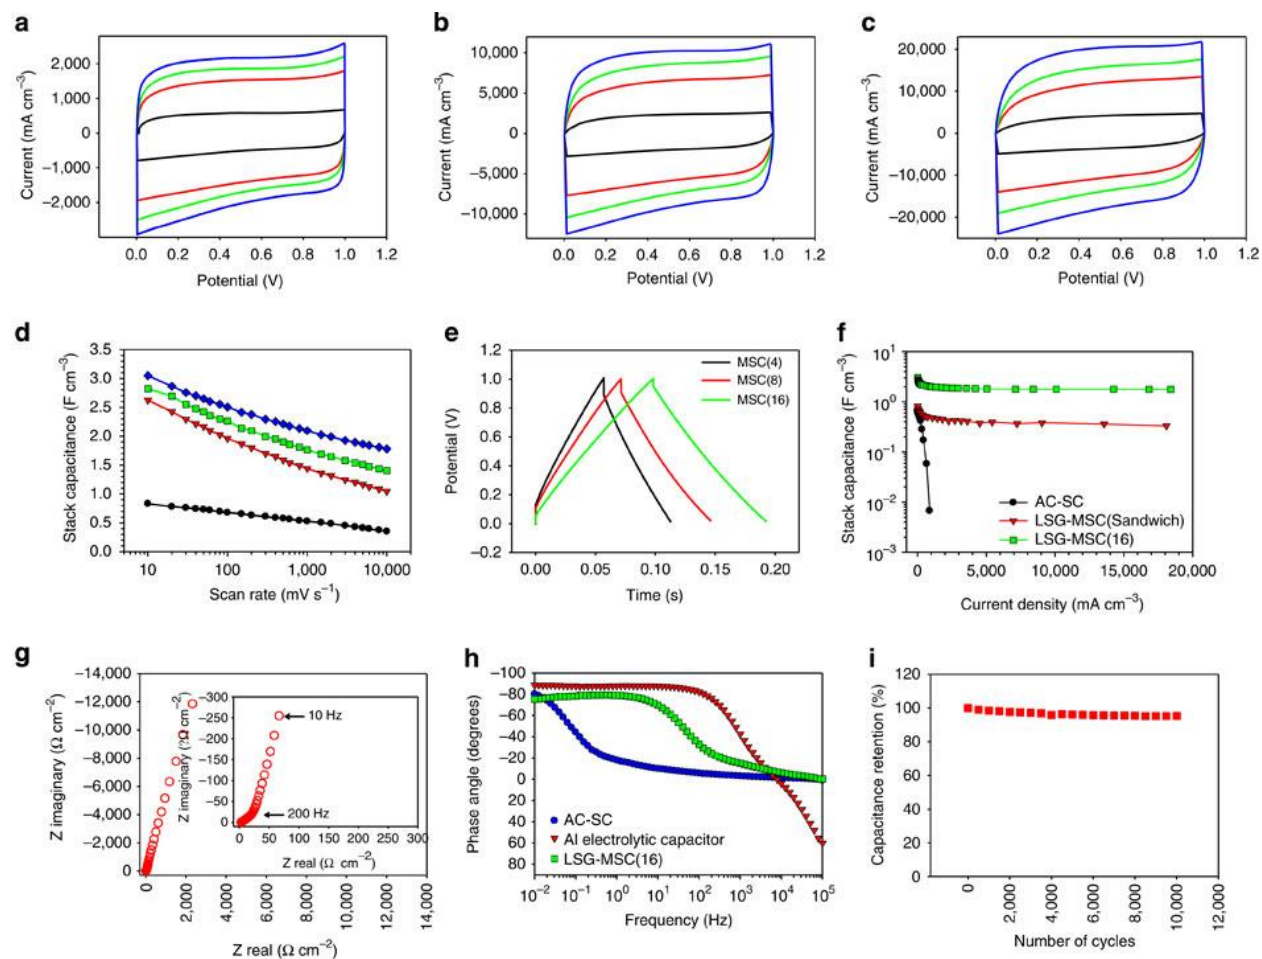 a
b
c
2,000
1,000
0
−1,000
−2,000
Current (mA cm−3)
0.0 0.2 0.4 0.6 0.8 1.0 1.2
Potential (V)
10,000
5,000
0
−5,000
−10,000
Current (mA cm−3)
0.0 0.2 0.4 0.6 0.8 1.0 1.2
Potential (V)
20,000
10,000
0
−10,000
−20,000
Current (mA cm−3)
0.0 0.2 0.4 0.6 0.8 1.0 1.2
Potential (V)
d
e
f
3.5
3.0
2.5
2.0
1.5
1.0
0.5
0.0
Stack capacitance (F cm−3)
10 100 1,000 10,000
Scan rate (mV s−1)
1.2
1.0
0.8
0.6
0.4
0.2
0.0
−0.2
Potential (V)
MSC(4)
MSC(8)
MSC(16)
0.00 0.05 0.10 0.15 0.20
Time (s)
101
100
10−1
10−2
10−3
Stack capacitance (F cm−3)
AC-SC
LSG-MSC(Sandwich)
LSG-MSC(16)
0 5,000 10,000 15,000 20,000
Current density (mA cm−3)
g
h
i
−14,000
−12,000
−10,000
−8,000
−6,000
−4,000
−2,000
0
Z imaginary (Ω cm−2)
0 2,000 4,000 6,000 8,000 10,000 12,000 14,000
Z real (Ω cm−2)
−300
−250
−200
−150
−100
−50
0
Z imaginary (Ω cm−2)
10 Hz
200 Hz
0 50 100 150 200 250 300
Z real (Ω cm−2)
−100
−80
−60
−40
−20
0
20
40
60
80
Phase angle (degrees)
AC-SC
Al electrolytic capacitor
LSG-MSC(16)
10−2 10−1 100 101 102 103 104 105
Frequency (Hz)
120
100
80
60
40
20
0
Capacitance retention (%)
0 2,000 4,000 6,000 8,000 10,000 12,000
Number of cycles